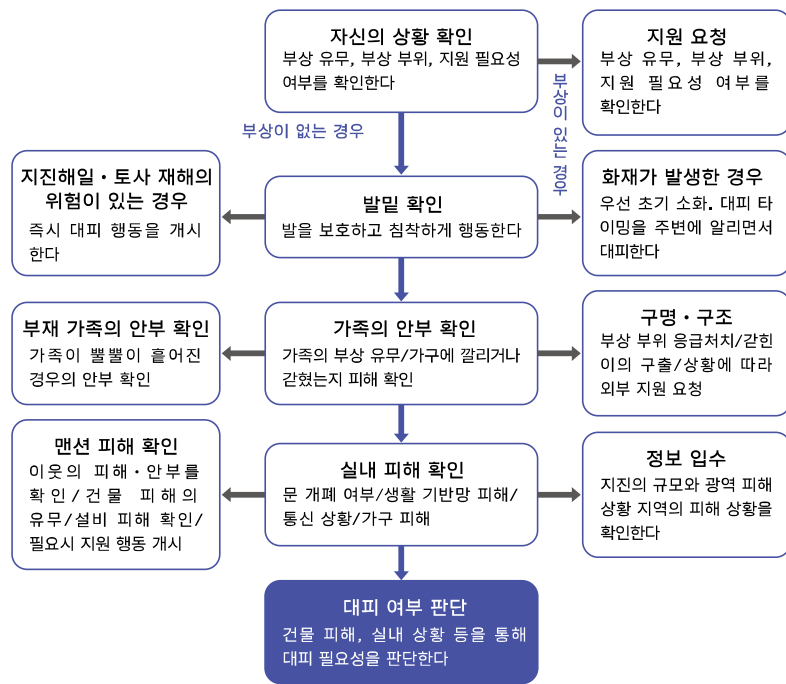 자신의 상황 확인
부상 유무, 부상 부위, 지원 필요성
여부를 확인한다
지원 요청
부상 유무, 부상 부위,
지원 필요성 여부를
확인한다
부상이 없는 경우
부상이 있는 경우
지진해일・토사 재해의
위험이 있는 경우
즉시 대피 행동을 개시
한다
발밑 확인
발을 보호하고 침착하게 행동한다
화재가 발생한 경우
우선 초기 소화. 대피 타
이밍을 주변에 알리면서
대피한다
부재 가족의 안부 확인
가족이 뿔뿔이 흩어진
경우의 안부 확인
가족의 안부 확인
가족의 부상 유무/가구에 깔리거나
갇혔는지 피해 확인
구명・구조
부상 부위 응급처치/갇힌
이의 구출/상황에 따라
외부 지원 요청
맨션 피해 확인
이웃의 피해・안부를
확인/건물 피해의
유무/설비 피해 확인/
필요시 지원 행동 개시
실내 피해 확인
문 개폐 여부/생활 기반망 피해/
통신 상황/가구 피해
정보 입수
지진의 규모와 광역 피해
상황 지역의 피해 상황을
확인한다
대피 여부 판단
건물 피해, 실내 상황 등을 통해
대피 필요성을 판단한다